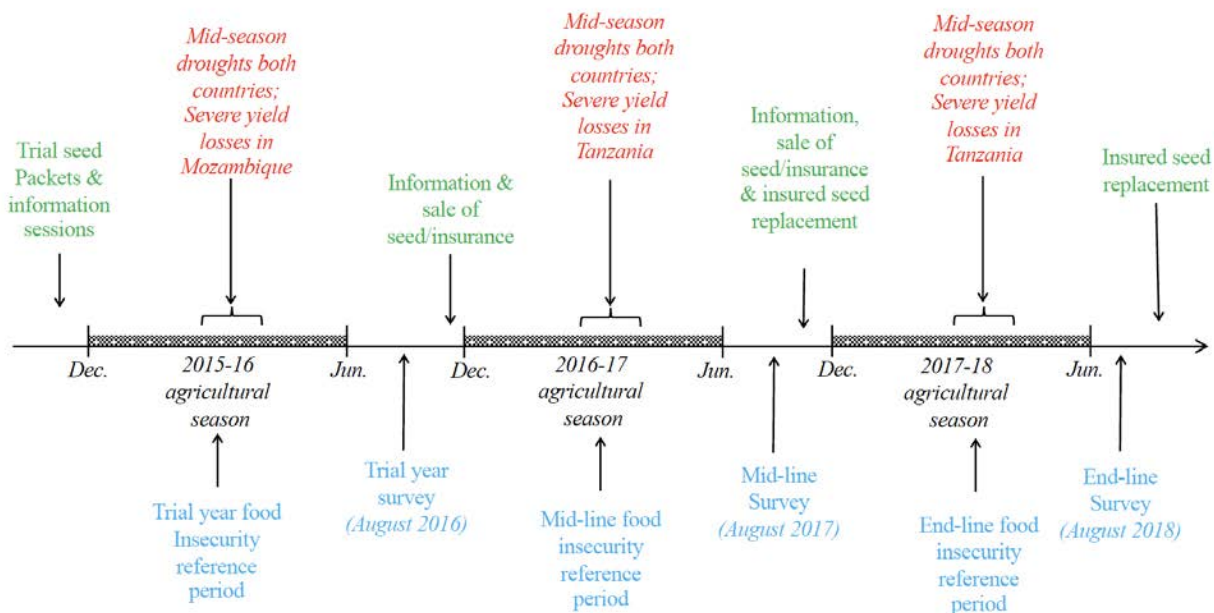 Mid-season
droughts both
countries;
Severe yield
losses in
Mozambique
Mid-season
droughts both
countries;
Severe yield
losses in
Tanzania
Mid-season
droughts both
countries;
Severe yield
losses in
Tanzania
Trial seed
Packets &
information
sessions
Information &
sale of
seed/insurance
Information,
sale of
seed/insurance
& insured seed
replacement
Insured seed
replacement
Dec.
2015-16
agricultural
season
Jun.
Dec.
2016-17
agricultural
season
Jun.
Dec.
2017-18
agricultural
season
Jun.
Trial year food
Insecurity
reference
period
Trial year
survey
(August 2016)
Mid-line food
insecurity
reference
period
Mid-line
Survey
(August 2017)
End-line food
insecurity
reference
period
End-line
Survey
(August 2018)